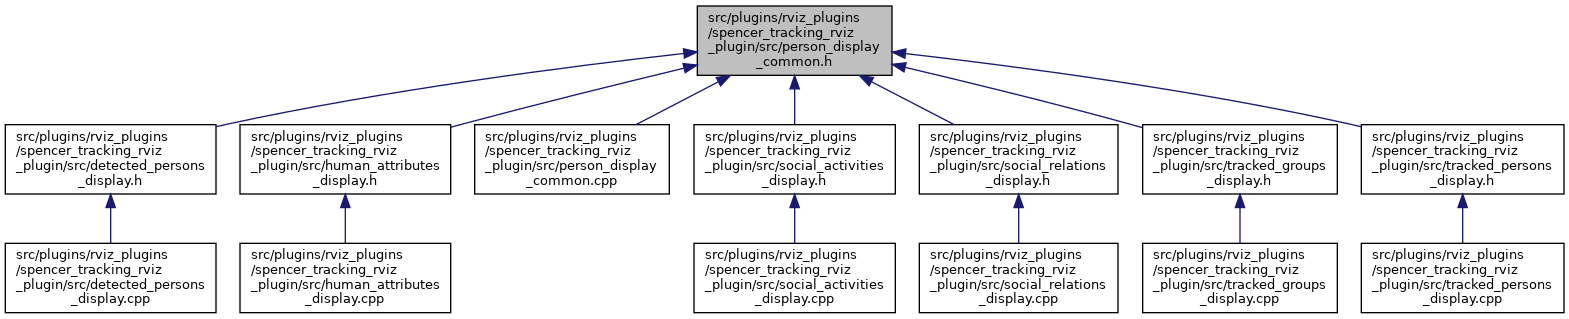 src/plugins/rviz_plugins
/spencer_tracking_rviz
_plugin/src/person_display
_common.h
src/plugins/rviz_plugins
/spencer_tracking_rviz
_plugin/src/detected_persons
_display.h
src/plugins/rviz_plugins
/spencer_tracking_rviz
_plugin/src/human_attributes
_display.h
src/plugins/rviz_plugins
/spencer_tracking_rviz
_plugin/src/person_display
_common.cpp
src/plugins/rviz_plugins
/spencer_tracking_rviz
_plugin/src/social_activities
_display.h
src/plugins/rviz_plugins
/spencer_tracking_rviz
_plugin/src/social_relations
_display.h
src/plugins/rviz_plugins
/spencer_tracking_rviz
_plugin/src/tracked_groups
_display.h
src/plugins/rviz_plugins
/spencer_tracking_rviz
_plugin/src/tracked_persons
_display.h
src/plugins/rviz_plugins
/spencer_tracking_rviz
_plugin/src/detected_persons
_display.cpp
src/plugins/rviz_plugins
/spencer_tracking_rviz
_plugin/src/human_attributes
_display.cpp
src/plugins/rviz_plugins
/spencer_tracking_rviz
_plugin/src/social_activities
_display.cpp
src/plugins/rviz_plugins
/spencer_tracking_rviz
_plugin/src/social_relations
_display.cpp
src/plugins/rviz_plugins
/spencer_tracking_rviz
_plugin/src/tracked_groups
_display.cpp
src/plugins/rviz_plugins
/spencer_tracking_rviz
_plugin/src/tracked_persons
_display.cpp